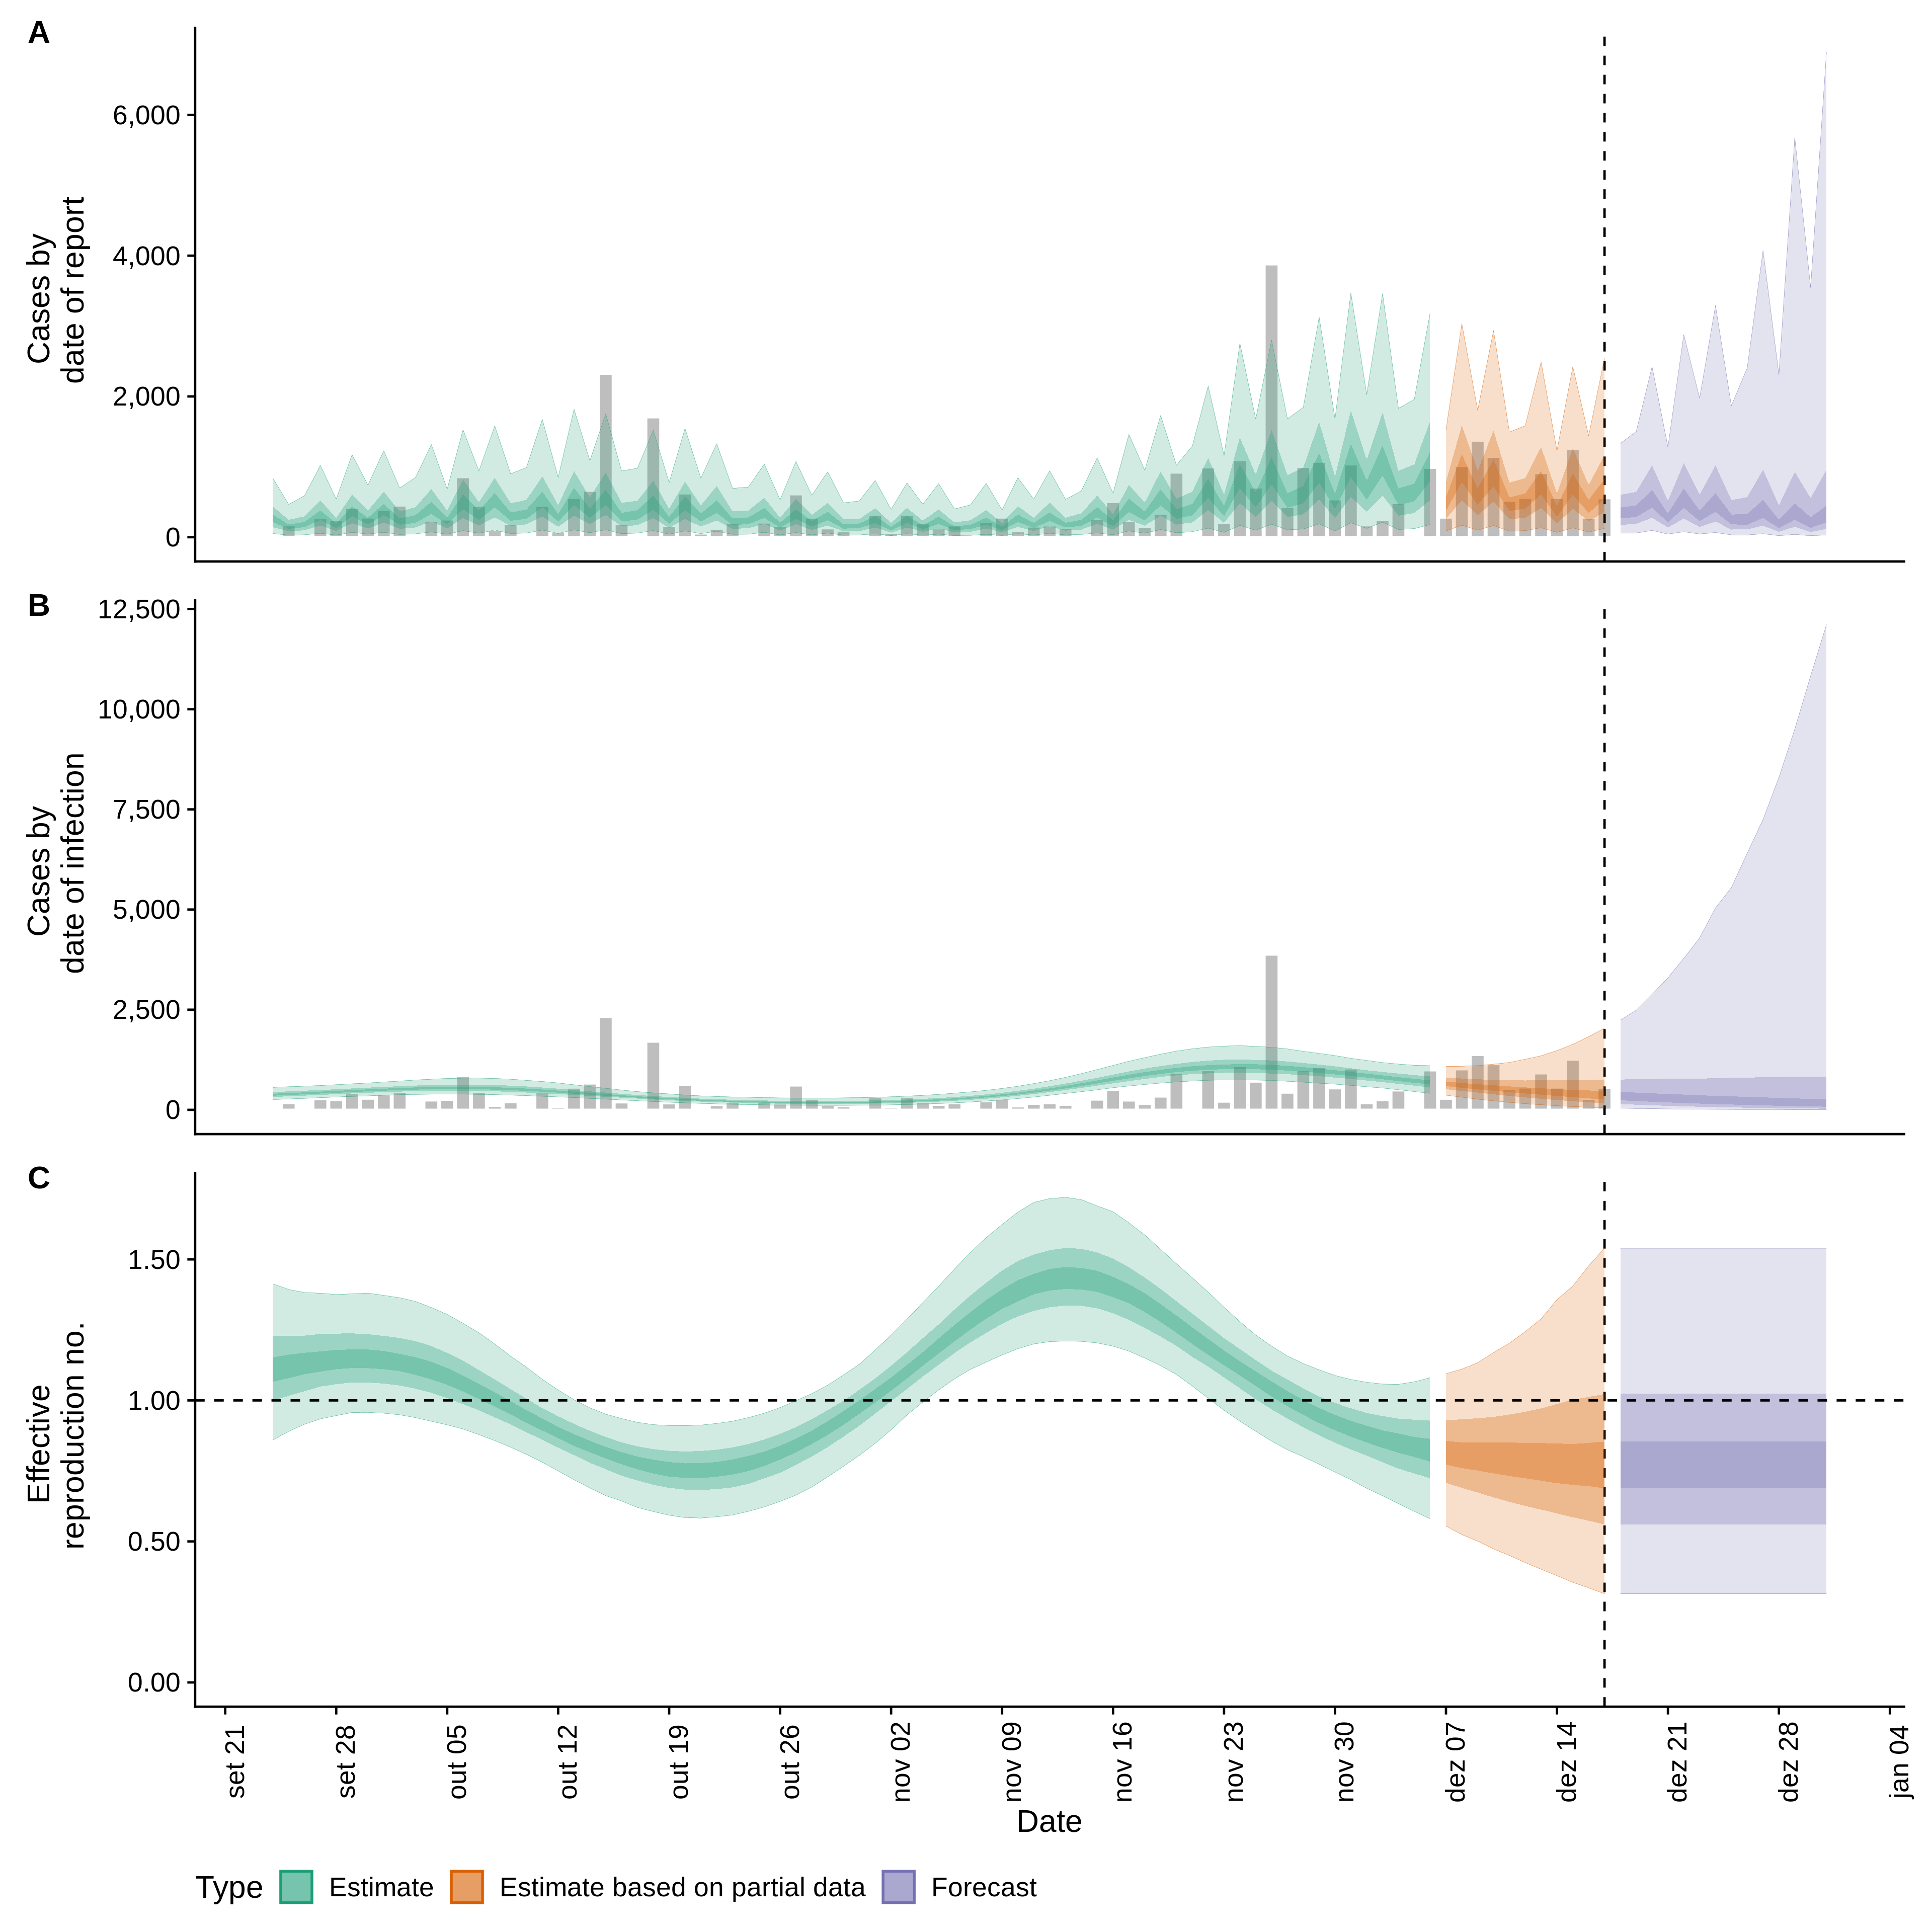 A
Cases by
date of report
6,000
4,000
2,000
0
B
Cases by
date of infection
12,500
10,000
7,500
5,000
2,500
0
C
Effective
reproduction no.
1.50
1.00
0.50
0.00
set 21
set 28
out 05
out 12
out 19
out 26
nov 02
nov 09
nov 16
nov 23
nov 30
dez 07
dez 14
dez 21
dez 28
jan 04
Date
Type Estimate Estimate based on partial data Forecast